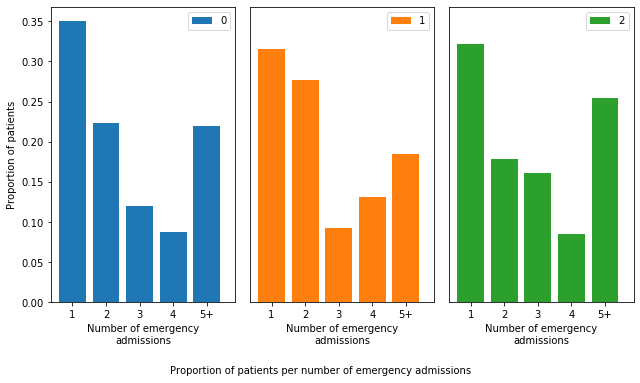 0
1
2
0.35
0.30
0.25
0.20
0.15
0.10
0.05
0.00
Proportion of patients
1 2 3 4 5+
1 2 3 4 5+
1 2 3 4 5+
Number of emergency
admissions
Number of emergency
admissions
Number of emergency
admissions
Proportion of patients per number of emergency admissions